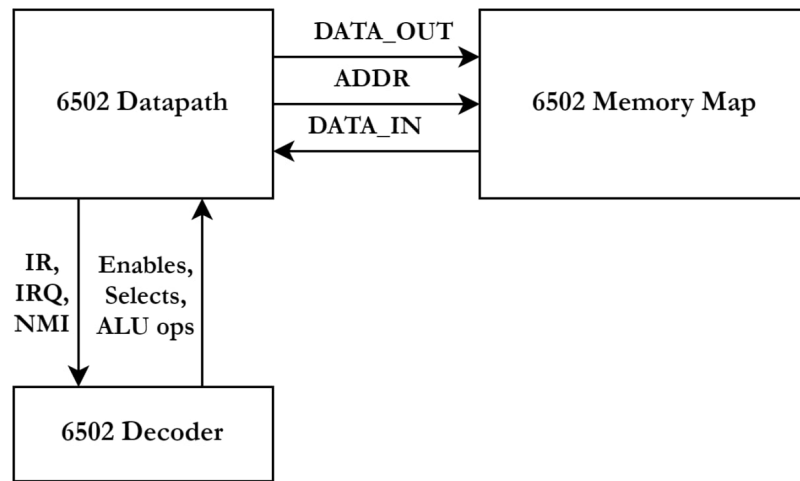 DATA_OUT
6502 Datapath
ADDR
6502 Memory Map
DATA_IN
IR,
IRQ,
NMI
Enables,
Selects,
ALU ops
6502 Decoder